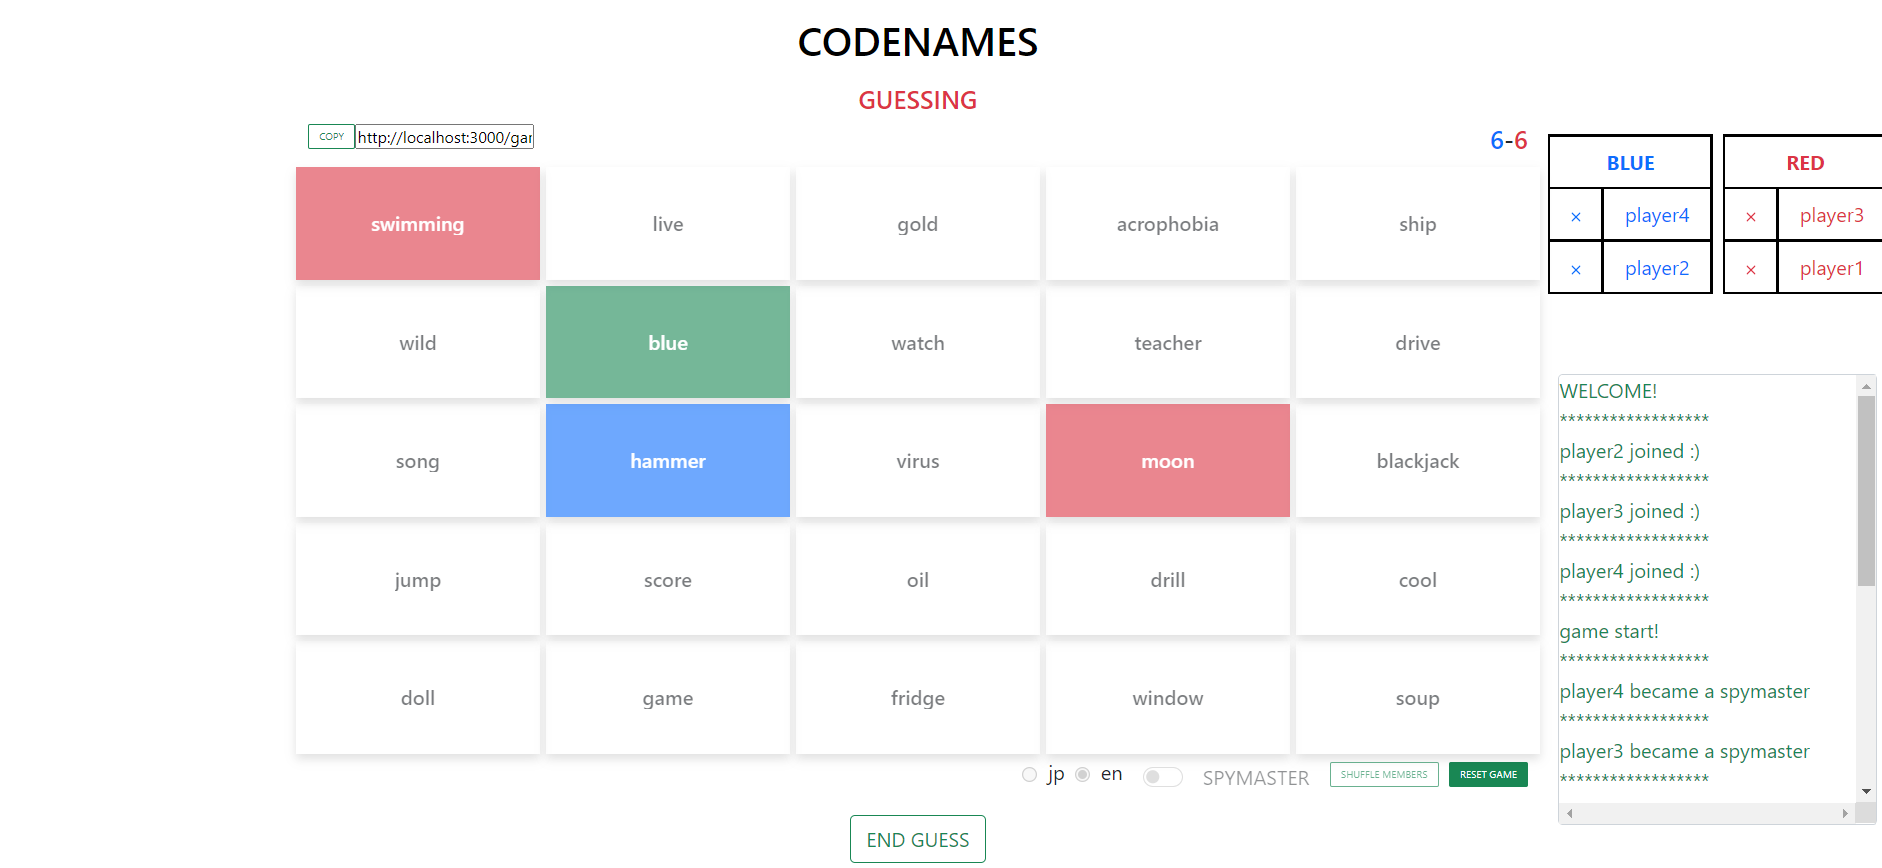 CODENAMES
GUESSING
COPY http://localhost:3000/gar
6-6
swimming live gold acrophobia ship
wild blue watch teacher drive
song hammer virus moon blackjack
jump score oil drill cool
doll game fridge window soup
jp en SPYMASTER SHUFFLE MEMBERS RESET GAME
END GUESS
BLUE RED
× player4 × player3
× player2 × player1
WELCOME!
******************
player2 joined :)
******************
player3 joined :)
******************
player4 joined :)
******************
game start!
******************
player4 became a spymaster
******************
player3 became a spymaster
******************